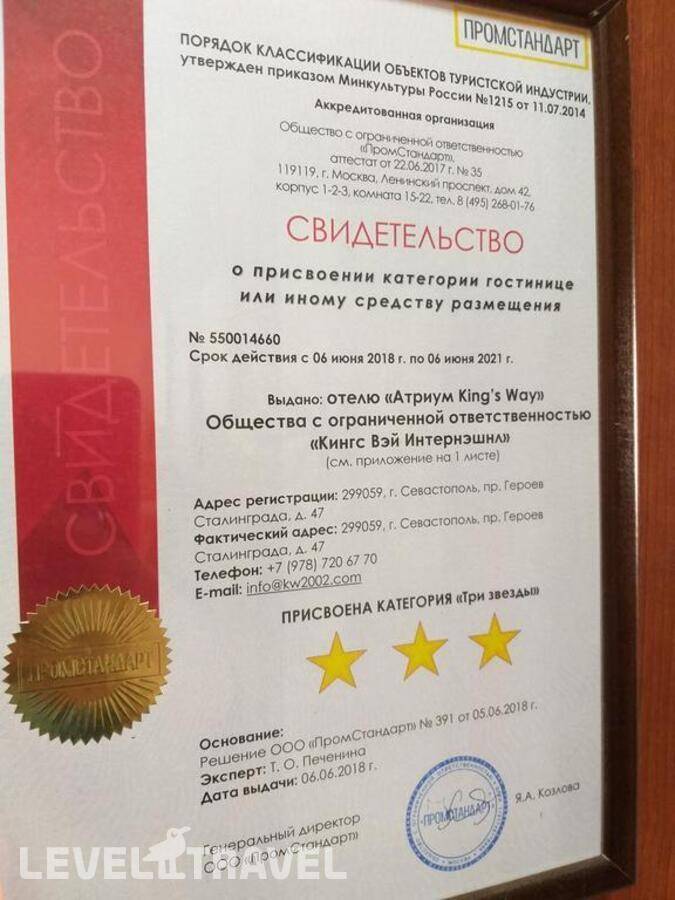 ПРОМСТАНДАРТ
ПОРЯДОК КЛАССИФИКАЦИИ ОБЪЕКТОВ ТУРИСТСКОЙ ИНДУСТРИИ,
утвержден приказом Минкультуры России №1215 от 11.07.2014
Аккредитованная организация
Общество с ограниченной ответственностью
«ПромСтандарт»,
аттестат от 22.06.2017 г. № 35
119119, г. Москва, Ленинский проспект, дом 42,
корпус 1-2-3, комната 15-22, тел. 8 (495) 268-01-76
СВИДЕТЕЛЬСТВО
СВИДЕТЕЛЬСТВО
о присвоении категории гостинице
или иному средству размещения
№ 550014660
Срок действия с 06 июня 2018 г. по 06 июня 2021 г.
Выдано: отелю «Атриум King's Way»
Общества с ограниченной ответственностью
«Кингс Вэй Интернэшнл»
(см. приложение на 1 листе)
Адрес регистрации: 299059, г. Севастополь, пр. Героев
Сталинграда, д. 47
Фактический адрес: 299059, г. Севастополь, пр. Героев
Сталинграда, д. 47
Телефон: +7 (978) 720 67 70
E-mail: info@kw2002.com
ПРИСВОЕНА КАТЕГОРИЯ «Три звезды»
ПРОМСТАНДАРТ
Основание:
Решение ООО «ПромСтандарт» № 391 от 05.06.2018 г.
Эксперт: Т. О. Печенина
Дата выдачи: 06.06.2018 г.
«ПРОМСТАНДАРТ»
Я.А. Козлова
Генеральный директор
ООО «ПромСтандарт»
LEVEL TRAVEL